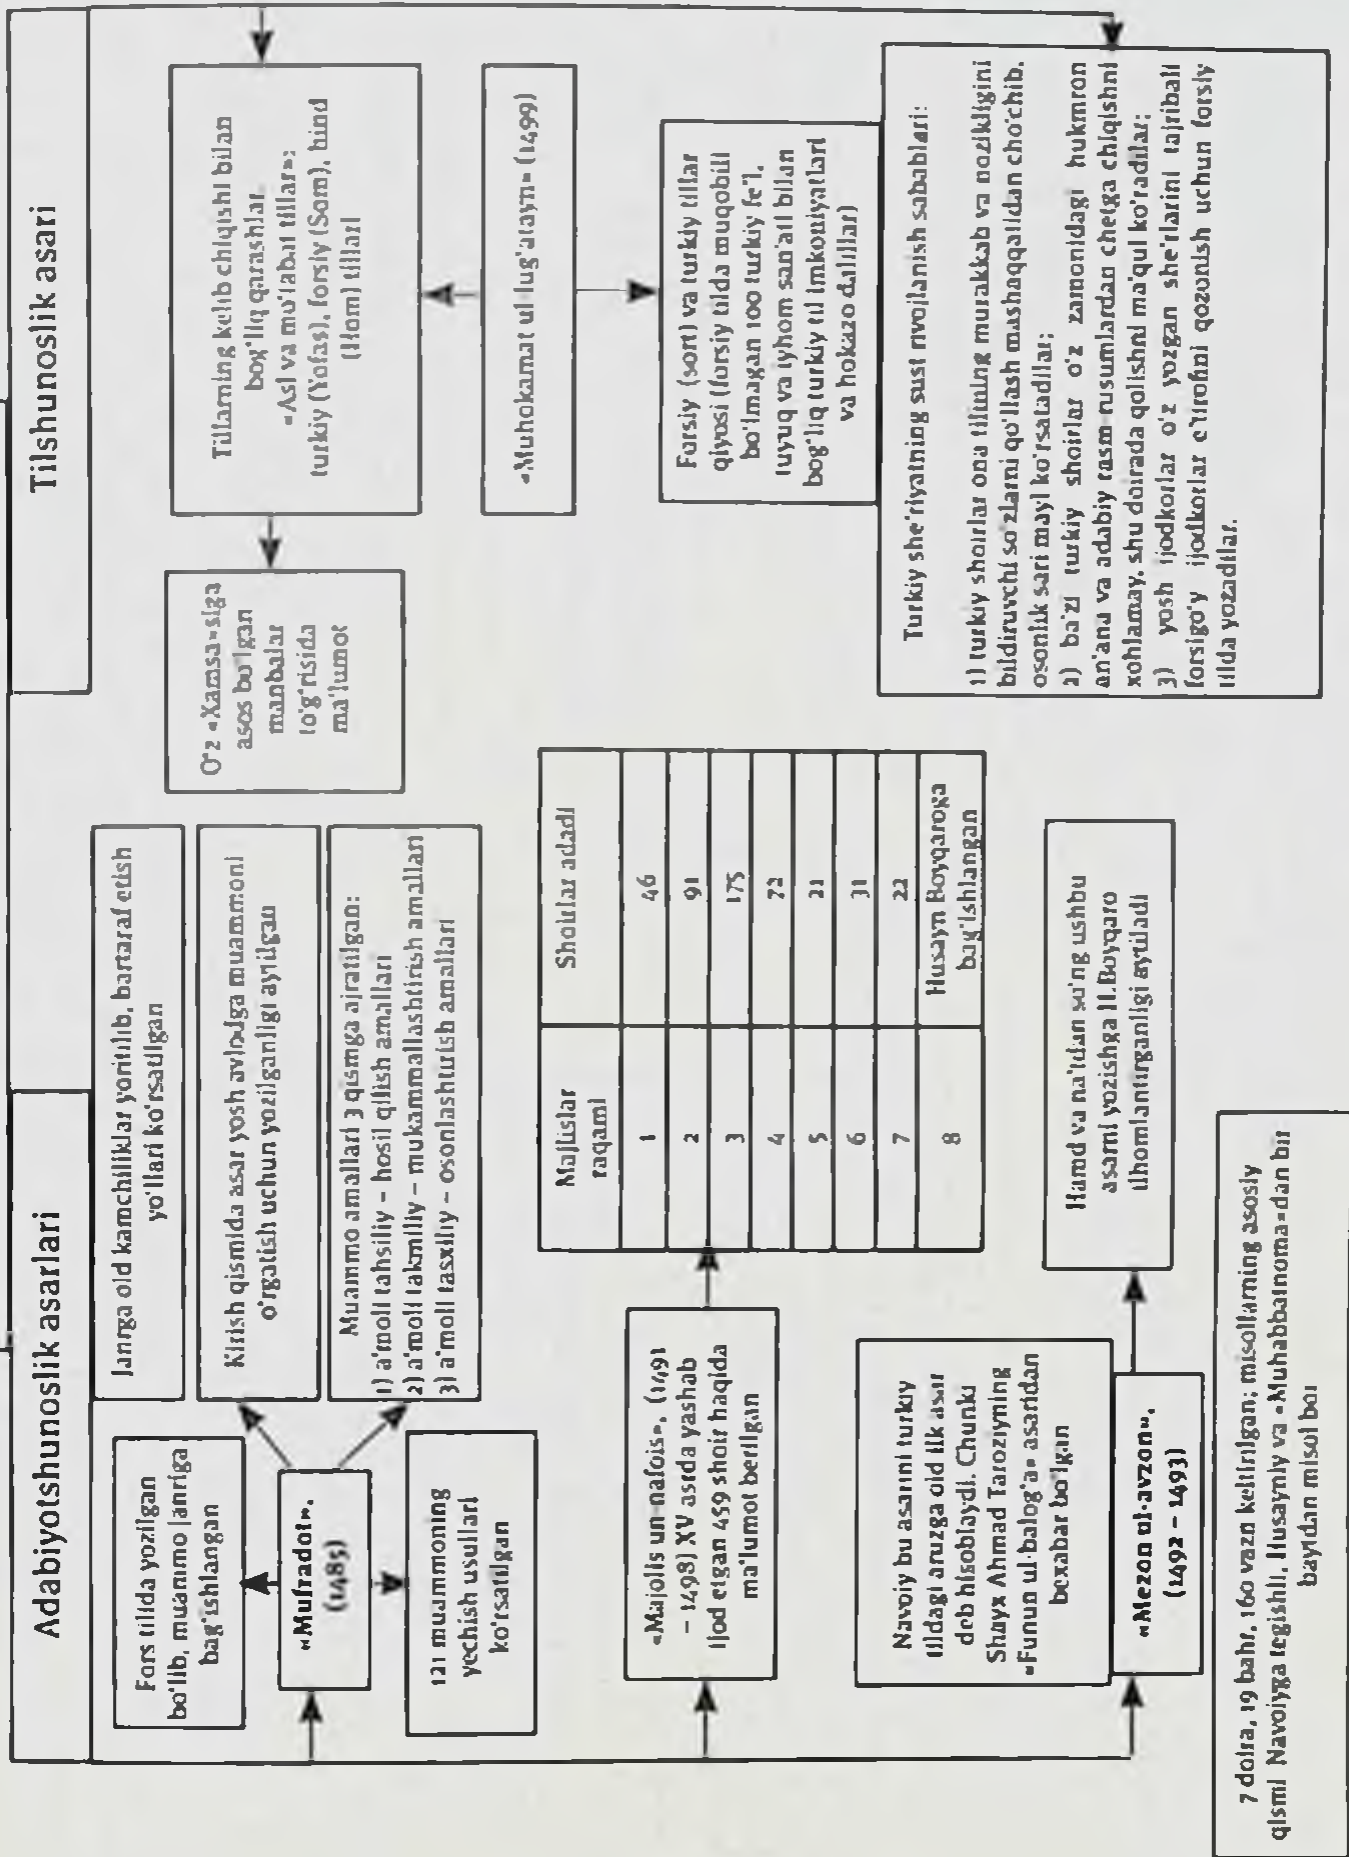 Adabiyotshunoslik asarlari
Tilshunoslik asari
Fors tilida yozilgan
bo'lib, muammo janriga
bag'ishlangan
«Mufradot»,
(1485)
121 muammoning
yechish usullari
ko'rsatilgan
Janrga oid kamchiliklar yoritilib, bartaraf etish
yo'llari ko'rsatilgan
Kirish qismida asar yosh avlodga muammoni
o'rgatish uchun yozilganligi aytilgan
Muammo amallari 3 qismga ajratilgan:
1) a'moli tahsiliy – hosil qilish amallari
2) a'moli takmiliy – mukammallashtirish amallari
3) a'moli tasxiliy – osonlashturish amallari
«Majolis un-nafois», (1491
– 1498) XV asrda yashab
ijod etgan 459 shoir haqida
ma'lumot berilgan
Majlislar
raqami
Shoirlar adadi
1 46
2 91
3 175
4 72
5 21
6 31
7 22
8 Husayn Boyqaroga
bag'ishlangan
Navoiy bu asarini turkiy
tildagi aruzga oid ilk asar
deb hisoblaydi. Chunki
Shayx Ahmad Taroziyning
«Funun ul-balog'a» asaridan
bexabar bo'lgan
«Mezon ul-avzon»,
(1492 – 1493)
Hamd va na'tdan so'ng ushbu
asarni yozishga H.Boyqaro
ilhomlantirganligi aytiladi
7 doira, 19 bahr, 160 vazn keltirilgan; misollarning asosiy
qismi Navoiyga tegishli, Husayniy va «Muhabbatnoma»dan bir
baytdan misol bor
O'z «Xamsa»siga
asos bo'lgan
manbalar
to'g'risida
ma'lumot
Tillarning kelib chiqishi bilan
bog'liq qarashlar
«Asl va mo''tabat tillar»:
turkiy (Yofas), forsiy (Som), hind
(Hom) tillari
«Muhokamat ul-lug'atayn» (1499)
Forsiy (sort) va turkiy tillar
qiyosi (forsiy tilda muqobili
bo'lmagan 100 turkiy fe'l,
tuyuq va iyhom san'ati bilan
bog'liq turkiy til imkoniyatlari
va hokazo dalillar)
Turkiy she'riyatning sust rivojlanish sabablari:
1) turkiy shoirlar ona tilining murakkab va nozikligini
bildiruvchi so'zlarni qo'llash mashaqqatidan cho'chib,
osonlik sari mayl ko'rsatadilar;
2) ba'zi turkiy shoirlar o'z zamonidagi hukmron
an'ana va adabiy rasm-rusumlardan chetga chiqishni
xohlamay, shu doirada qolishni ma'qul ko'radilar;
3) yosh ijodkorlar o'z yozgan she'rlarini tajribali
forsigo'y ijodkorlar e'tirofini qozonish uchun forsiy
tilda yozadilar.